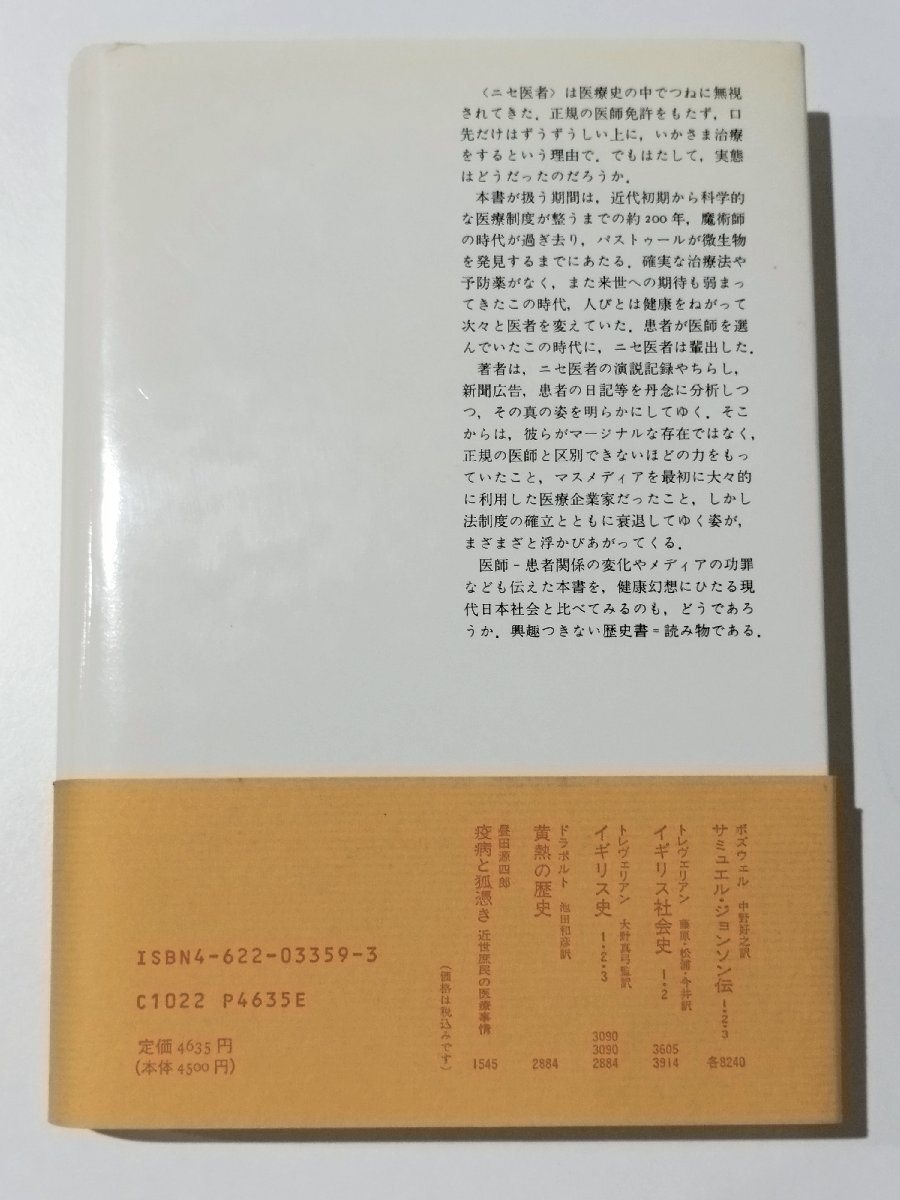 〈ニセ医者〉は医療史の中でつねに無視
されてきた．正規の医師免許をもたず，口
先だけはずうずうしい上に，いかさま治療
をするという理由で．でもはたして，実態
はどうだったのだろうか．
本書が扱う期間は，近代初期から科学的
な医療制度が整うまでの約200年，魔術師
の時代が過ぎ去り，パストゥールが微生物
を発見するまでにあたる．確実な治療法や
予防薬がなく，また来世への期待も弱まっ
てきたこの時代，人びとは健康をねがって
次々と医者を変えていた．患者が医師を選
んでいたこの時代に，ニセ医者は輩出した．
著者は，ニセ医者の演説記録やちらし，
新聞広告，患者の日記等を丹念に分析しつ
つ，その真の姿を明らかにしてゆく．そこ
からは，彼らがマージナルな存在ではなく，
正規の医師と区別できないほどの力をもっ
ていたこと，マスメディアを最初に大々的
に利用した医療企業家だったこと，しかし
法制度の確立とともに衰退してゆく姿が，
まざまざと浮かびあがってくる．
医師－患者関係の変化やメディアの功罪
なども伝えた本書を，健康幻想にひたる現
代日本社会と比べてみるのも，どうであろ
うか．興趣つきない歴史書＝読み物である．
ボズウェル 中野好之訳
サミュエル・ジョンソン伝 1・2・3 各8240
トレヴェリアン 藤原・松浦・今井訳
イギリス社会史 1・2 3605 3914
トレヴェリアン 大野真弓監訳
イギリス史 1・2・3 3090 3090 2884
ドラポルト 池田和彦訳
黄熱の歴史 2884
昼田源四郎
疫病と狐憑き 近世庶民の医療事情 1545
（価格は税込みです）
ISBN4-622-03359-3
C1022 P4635E
定価4635円
（本体4500円）